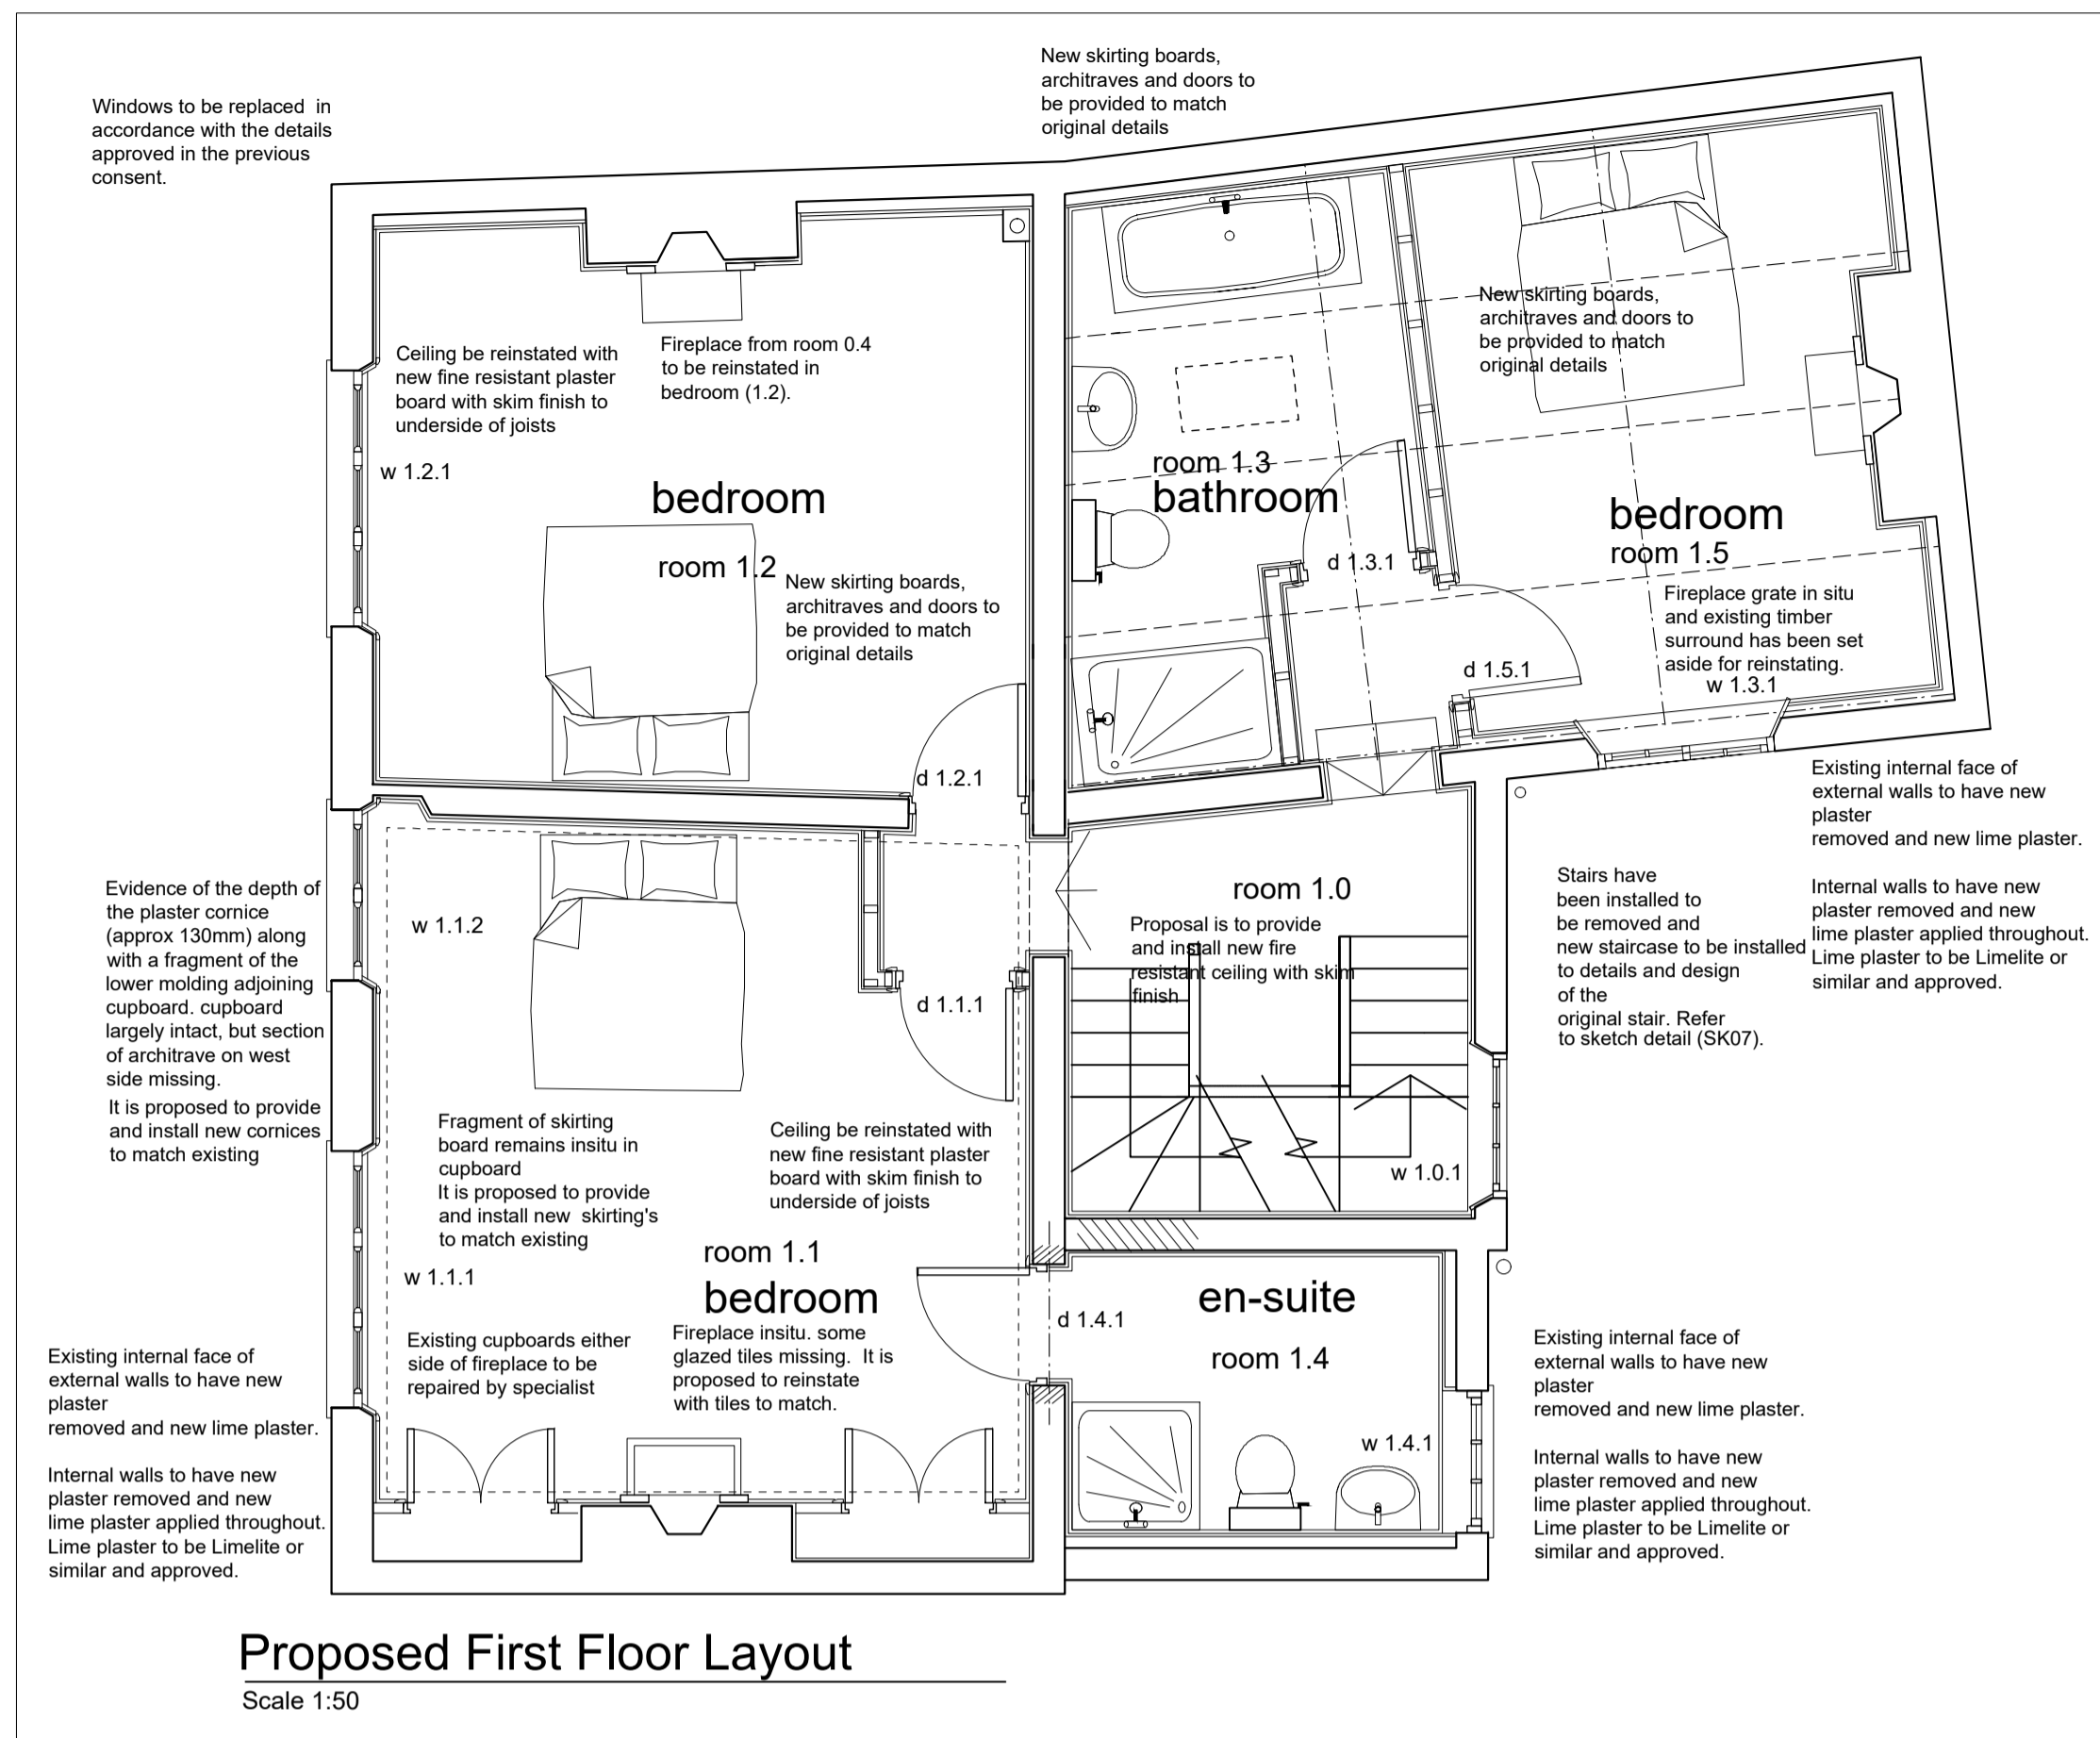 New skirting boards,
architraves and doors to
be provided to match
original details
Windows to be replaced in
accordance with the details
approved in the previous
consent.
Ceiling be reinstated with
new fine resistant plaster
board with skim finish to
underside of joists
Fireplace from room 0.4
to be reinstated in
bedroom (1.2).
w 1.2.1
bedroom
room 1.2
New skirting boards,
architraves and doors to
be provided to match
original details
d 1.2.1
room 1.3
bathroom
d 1.3.1
New skirting boards,
architraves and doors to
be provided to match
original details
bedroom
room 1.5
Fireplace grate in situ
and existing timber
surround has been set
aside for reinstating.
w 1.3.1
d 1.5.1
Existing internal face of
external walls to have new
plaster
removed and new lime plaster.
Internal walls to have new
plaster removed and new
lime plaster applied throughout.
Lime plaster to be Limelite or
similar and approved.
Stairs have
been installed to
be removed and
new staircase to be installed
to details and design
of the
original stair. Refer
to sketch detail (SK07).
room 1.0
Proposal is to provide
and install new fire
resistant ceiling with skim
finish
w 1.0.1
Evidence of the depth of
the plaster cornice
(approx 130mm) along
with a fragment of the
lower molding adjoining
cupboard. cupboard
largely intact, but section
of architrave on west
side missing.
It is proposed to provide
and install new cornices
to match existing
w 1.1.2
d 1.1.1
Fragment of skirting
board remains insitu in
cupboard
It is proposed to provide
and install new skirting's
to match existing
Ceiling be reinstated with
new fine resistant plaster
board with skim finish to
underside of joists
w 1.1.1
room 1.1
bedroom
Existing cupboards either
side of fireplace to be
repaired by specialist
Fireplace insitu. some
glazed tiles missing. It is
proposed to reinstate
with tiles to match.
d 1.4.1
en-suite
room 1.4
w 1.4.1
Existing internal face of
external walls to have new
plaster
removed and new lime plaster.
Internal walls to have new
plaster removed and new
lime plaster applied throughout.
Lime plaster to be Limelite or
similar and approved.
Existing internal face of
external walls to have new
plaster
removed and new lime plaster.
Internal walls to have new
plaster removed and new
lime plaster applied throughout.
Lime plaster to be Limelite or
similar and approved.
Proposed First Floor Layout
Scale 1:50